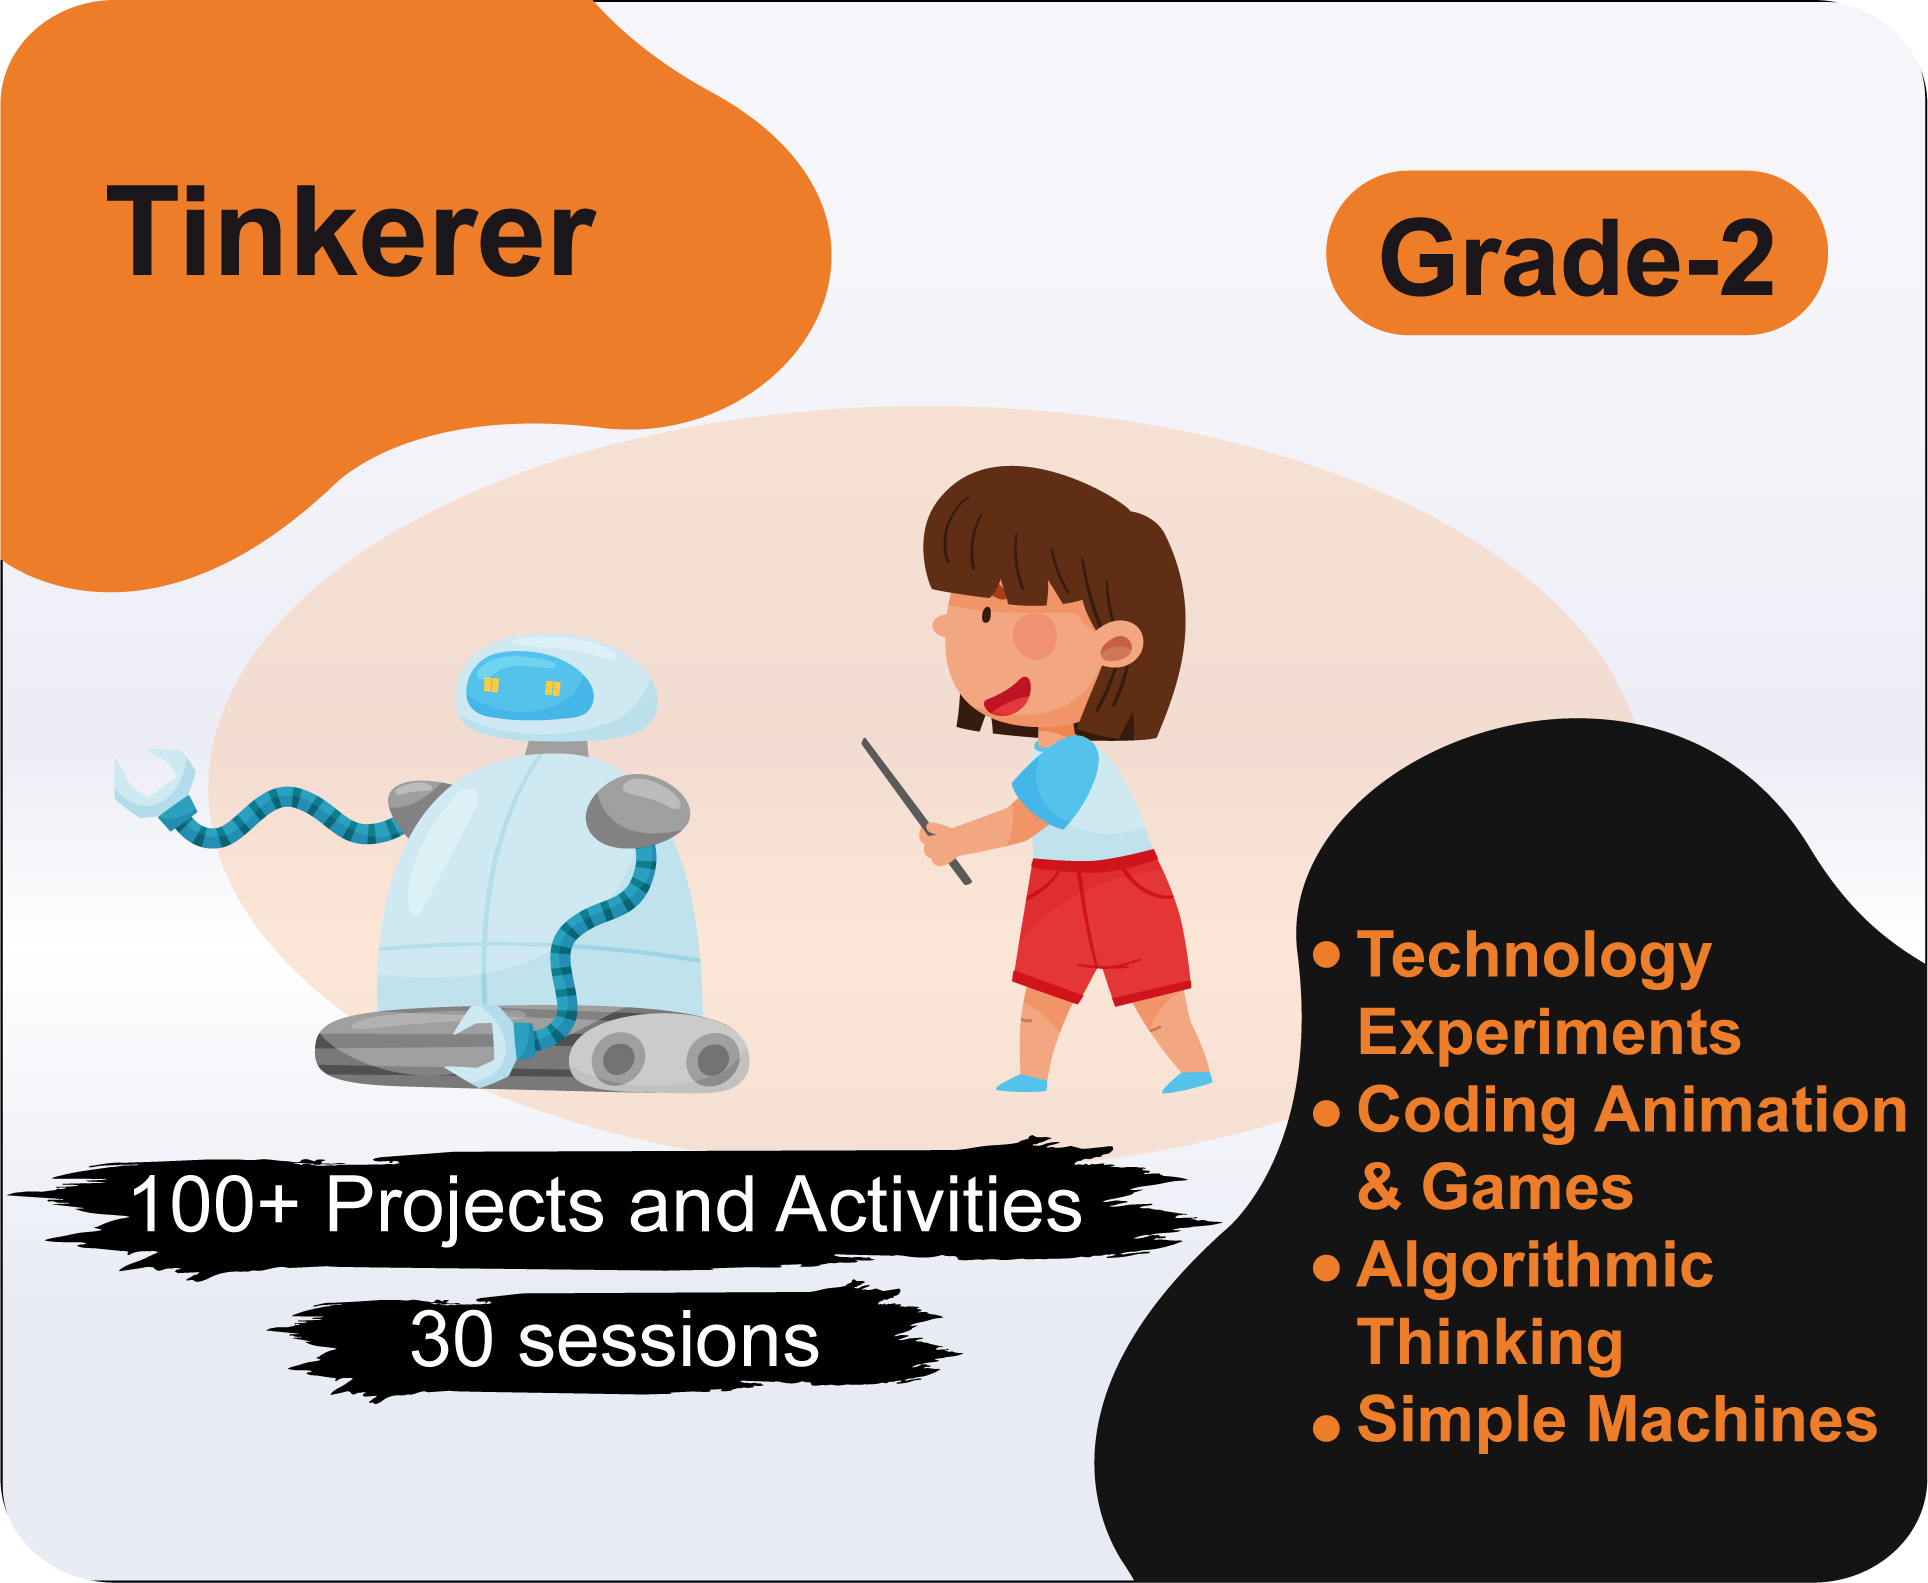 Tinkerer
Grade-2
• Technology
Experiments
• Coding Animation
& Games
• Algorithmic
Thinking
• Simple Machines
100+ Projects and Activities
30 sessions